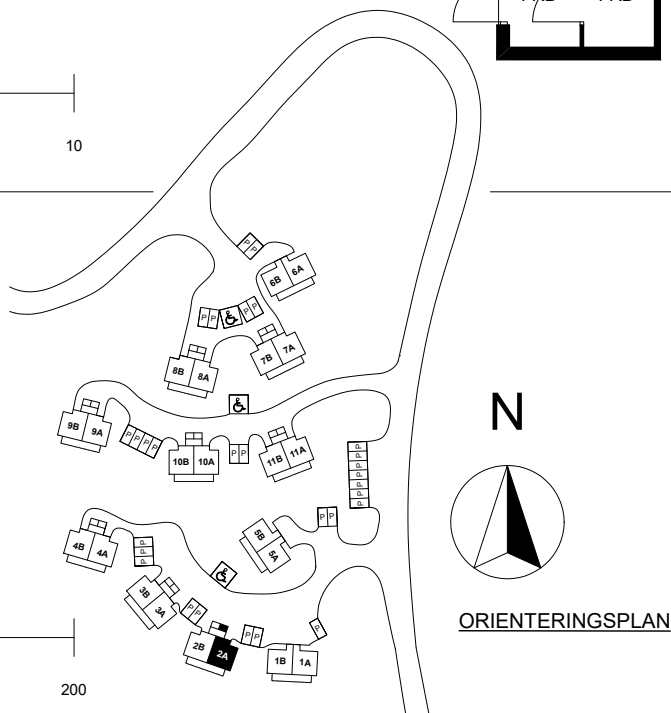 10
6B 6A
P P
P P
P P
8B 8A
7B 7A
9B 9A
P P P P
10B 10A
P P
11B 11A
N
P
P
P
P
P
P
P P
5B
5A
4B 4A
P
P
P
3B
3A
P P
2B 2A
P P
P
1B 1A
ORIENTERINGSPLAN
200